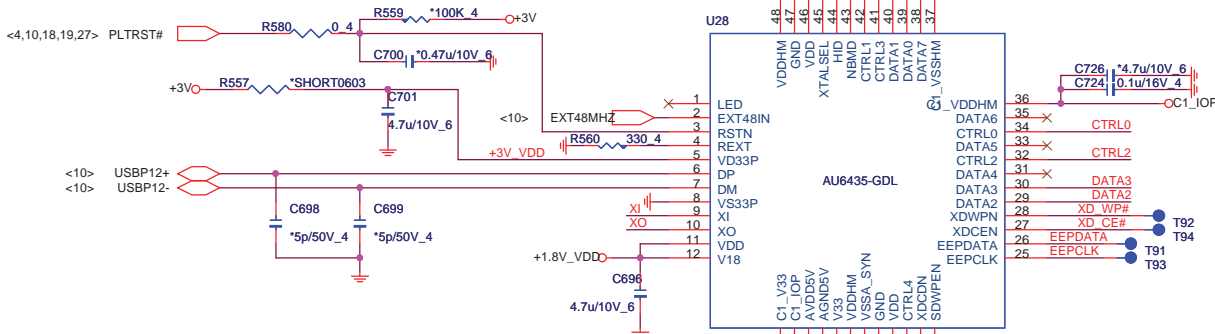 R559 *100K_4 +3V
<4,10,18,19,27> PLTRST# R580 0_4
C700 *0.47u/10V_6
+3V R557 *SHORT0603
C701
4.7u/10V_6
<10> EXT48MHZ
R560 330_4
+3V_VDD
<10> USBP12+
<10> USBP12-
C698 C699
*5p/50V_4 *5p/50V_4
XI
XO
+1.8V_VDD
C696
4.7u/10V_6
U28
48 47 46 45 44 43 42 41 40 39 38 37
VDDHM GND VDD XTALSEL HID NBMD CTRL1 CTRL3 DATA1 DATA0 DATA7 C1_VSSHM
1 LED
2 EXT48IN
3 RSTN
4 REXT
5 VD33P
6 DP
7 DM
8 VS33P
9 XI
10 XO
11 VDD
12 V18
AU6435-GDL
C1_VDDHM 36
DATA6 35
CTRL0 34 CTRL0
DATA5 33
CTRL2 32 CTRL2
DATA4 31
DATA3 30 DATA3
DATA2 29 DATA2
XDWPN 28 XD_WP# T92
XDCEN 27 XD_CE# T94
EEPDATA 26 EEPDATA T91
EEPCLK 25 EEPCLK T93
C1_V33 C1_IOP AVDD5V AGND5V V33 VDDHM VSSA_SYN GND VDD CTRL4 XDCDN SDWPEN
C726 *4.7u/10V_6
C724 0.1u/16V_4
C1_IOP